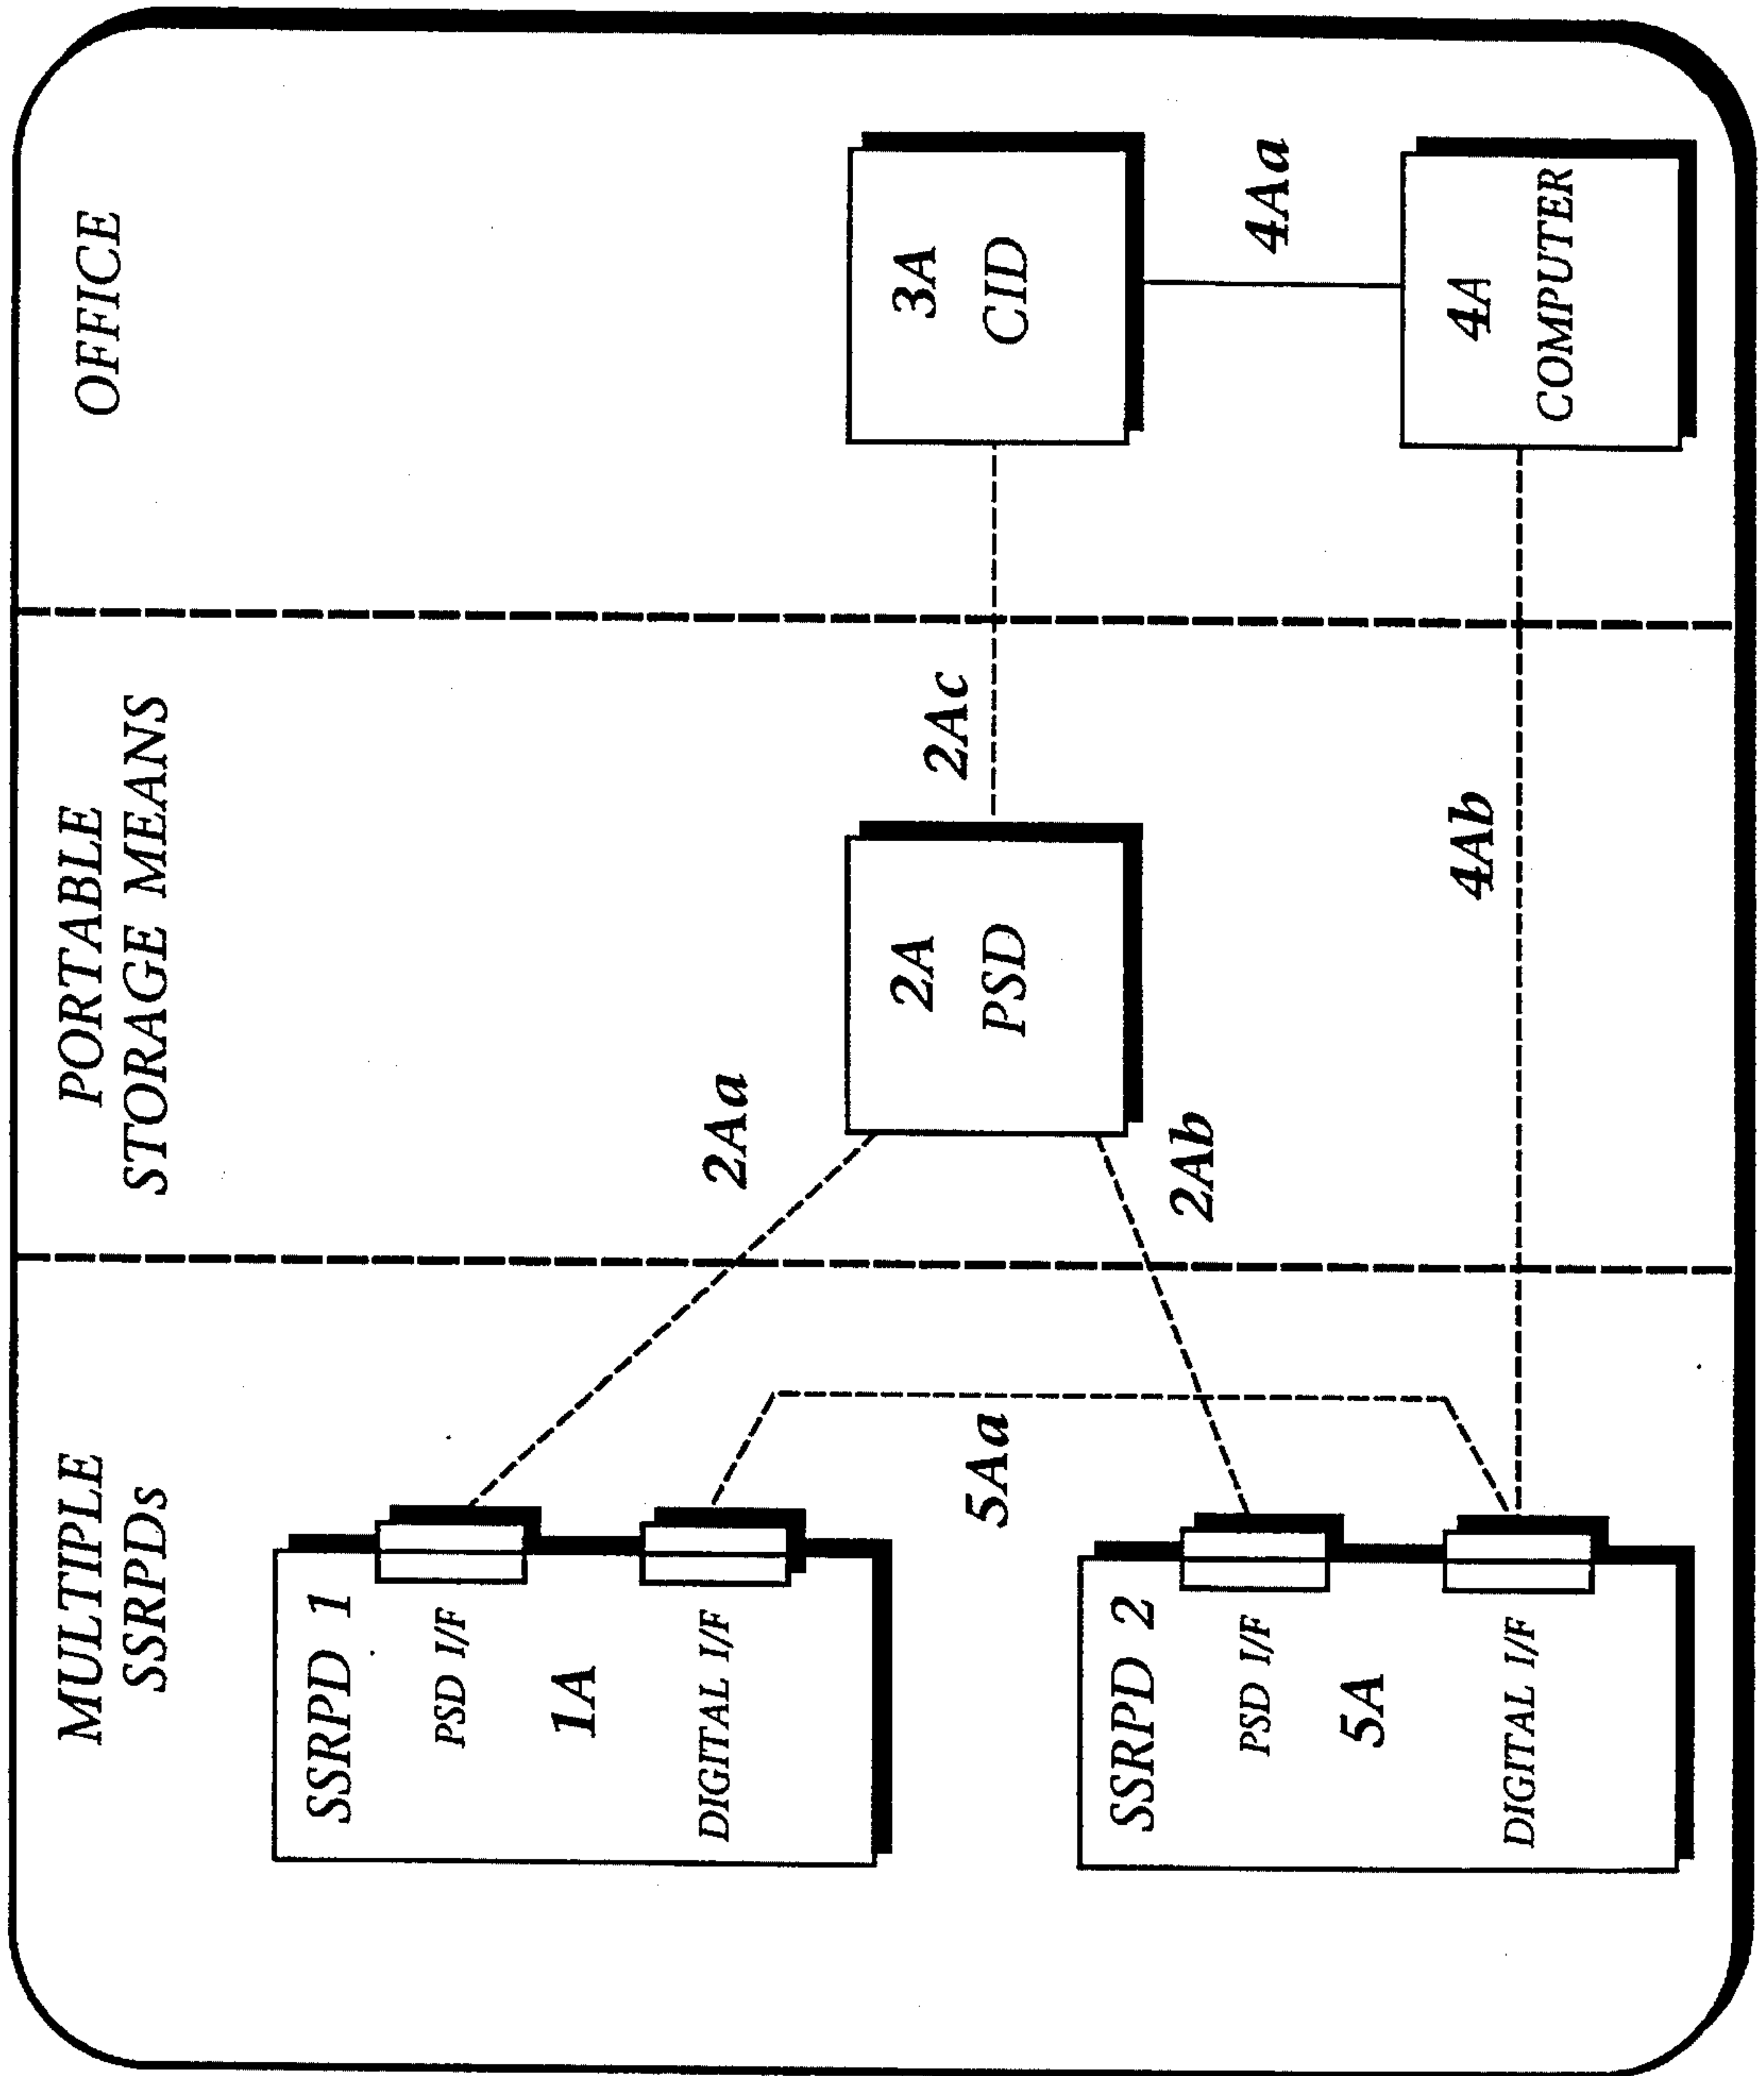 MULTIPLE
SSRPDs
PORTABLE
STORAGE MEANS
OFFICE
SSRPD 1
PSD I/F
1A
DIGITAL I/F
SSRPD 2
PSD I/F
5A
DIGITAL I/F
5Aa
2Aa
2Ab
2A
PSD
2Ac
4Ab
3A
CID
4Aa
4A
COMPUTER